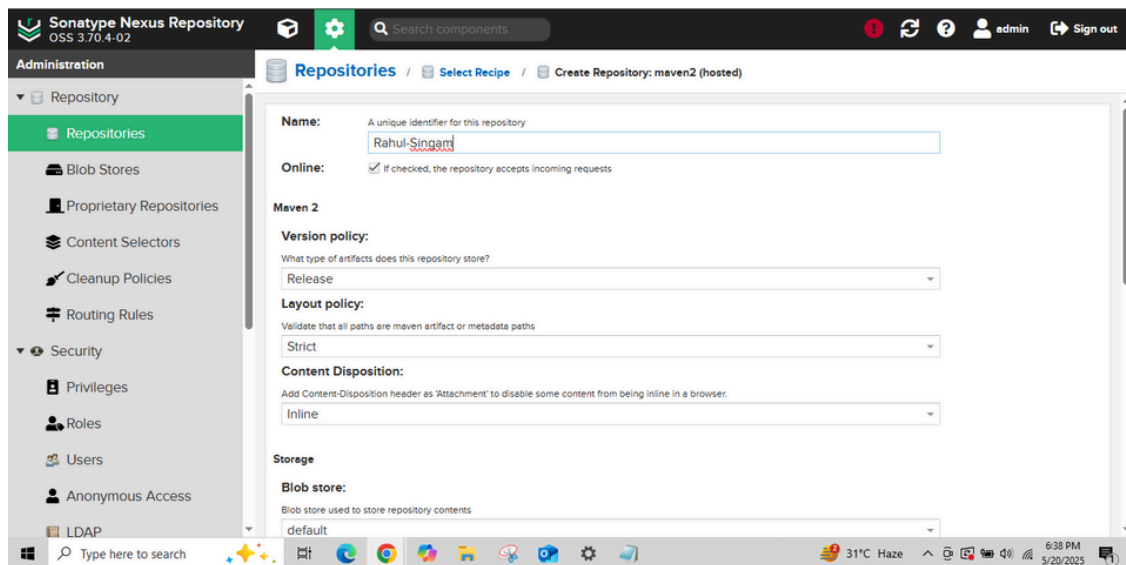 Sonatype Nexus Repository
OSS 3.70.4-02
Search components
admin
Sign out
Administration
Repositories / Select Recipe / Create Repository: maven2 (hosted)
Repository
Repositories
Blob Stores
Proprietary Repositories
Content Selectors
Cleanup Policies
Routing Rules
Security
Privileges
Roles
Users
Anonymous Access
LDAP
Name:
A unique identifier for this repository
Rahul-Singam
Online:
If checked, the repository accepts incoming requests
Maven 2
Version policy:
What type of artifacts does this repository store?
Release
Layout policy:
Validate that all paths are maven artifact or metadata paths
Strict
Content Disposition:
Add Content-Disposition header as 'Attachment' to disable some content from being inline in a browser.
Inline
Storage
Blob store:
Blob store used to store repository contents
default
Type here to search
31°C Haze
6:38 PM
5/20/2025